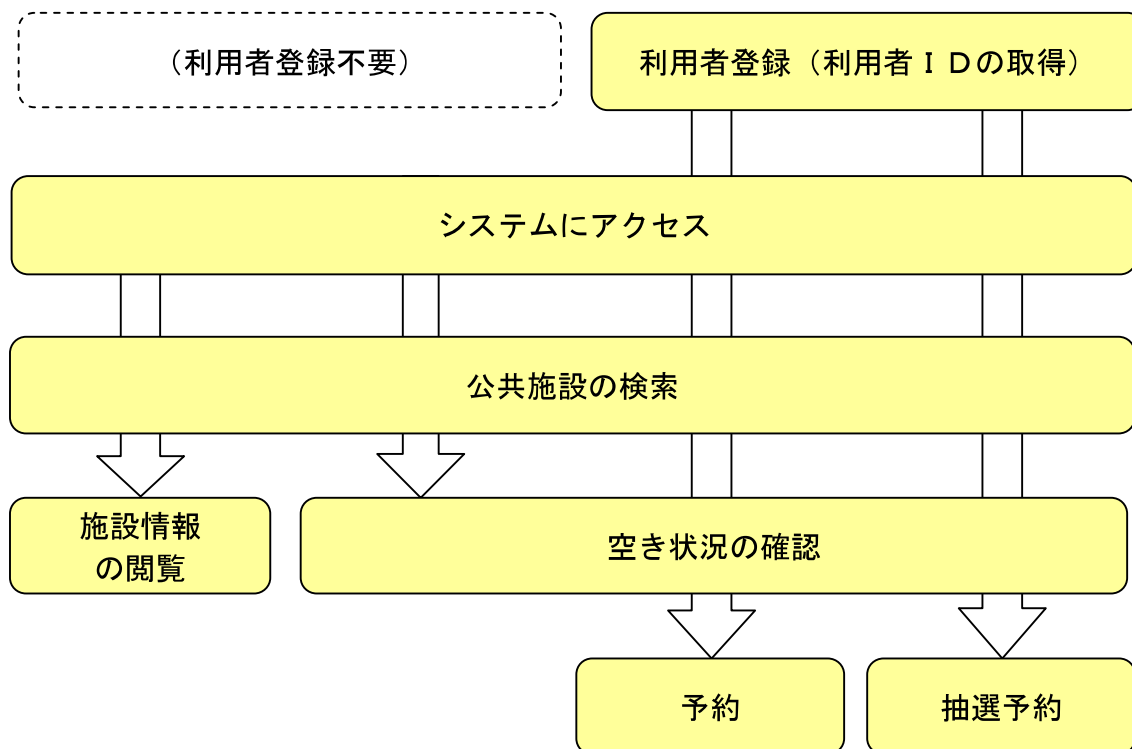 （利用者登録不要）
利用者登録（利用者ＩＤの取得）
システムにアクセス
公共施設の検索
施設情報
の閲覧
空き状況の確認
予約
抽選予約